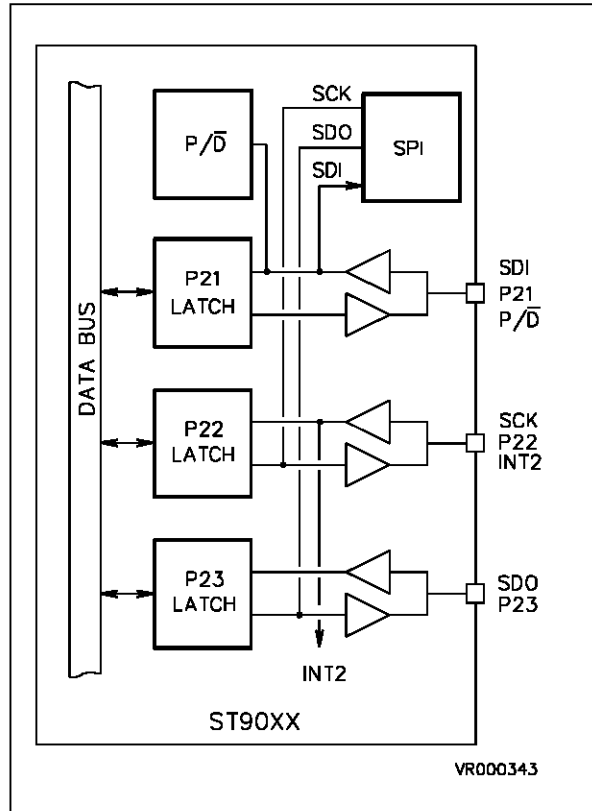 SCK
P/D̅
SDO
SPI
SDI
P21
LATCH
SDI
P21
P/D̅
DATA BUS
P22
LATCH
SCK
P22
INT2
P23
LATCH
SDO
P23
INT2
ST90XX
VR000343